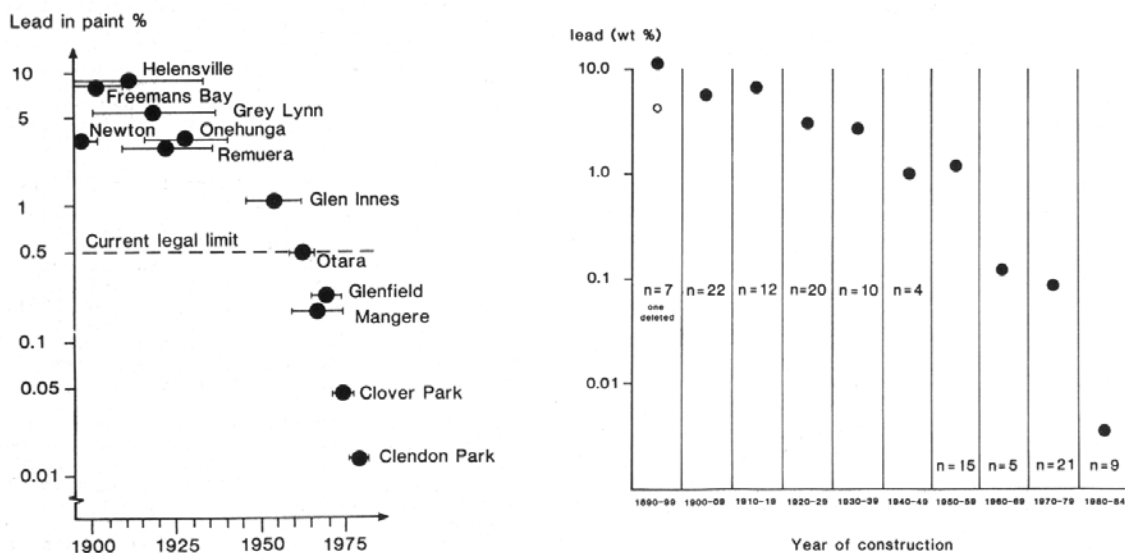 Lead in paint %
10
5
1
0.5
0.1
0.05
0.01
Helensville
Freemans Bay
Grey Lynn
Newton
Onehunga
Remuera
Glen Innes
Current legal limit
Otara
Glenfield
Mangere
Clover Park
Clendon Park
1900 1925 1950 1975
lead (wt %)
10.0
1.0
0.1
0.01
n=7 n=22 n=12 n=20 n=10 n=4
one
deleted
n=15 n=5 n=21 n=9
1890-99 1900-09 1910-19 1920-29 1930-39 1940-49 1950-59 1960-69 1970-79 1980-84
Year of construction